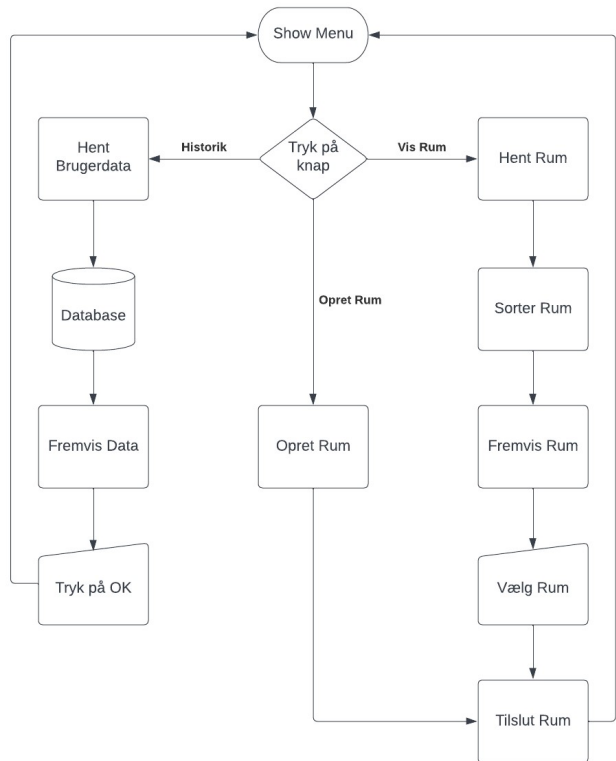 Show Menu
Hent
Brugerdata
Historik
Tryk på
knap
Vis Rum
Hent Rum
Database
Opret Rum
Sorter Rum
Fremvis Data
Opret Rum
Fremvis Rum
Tryk på OK
Vælg Rum
Tilslut Rum